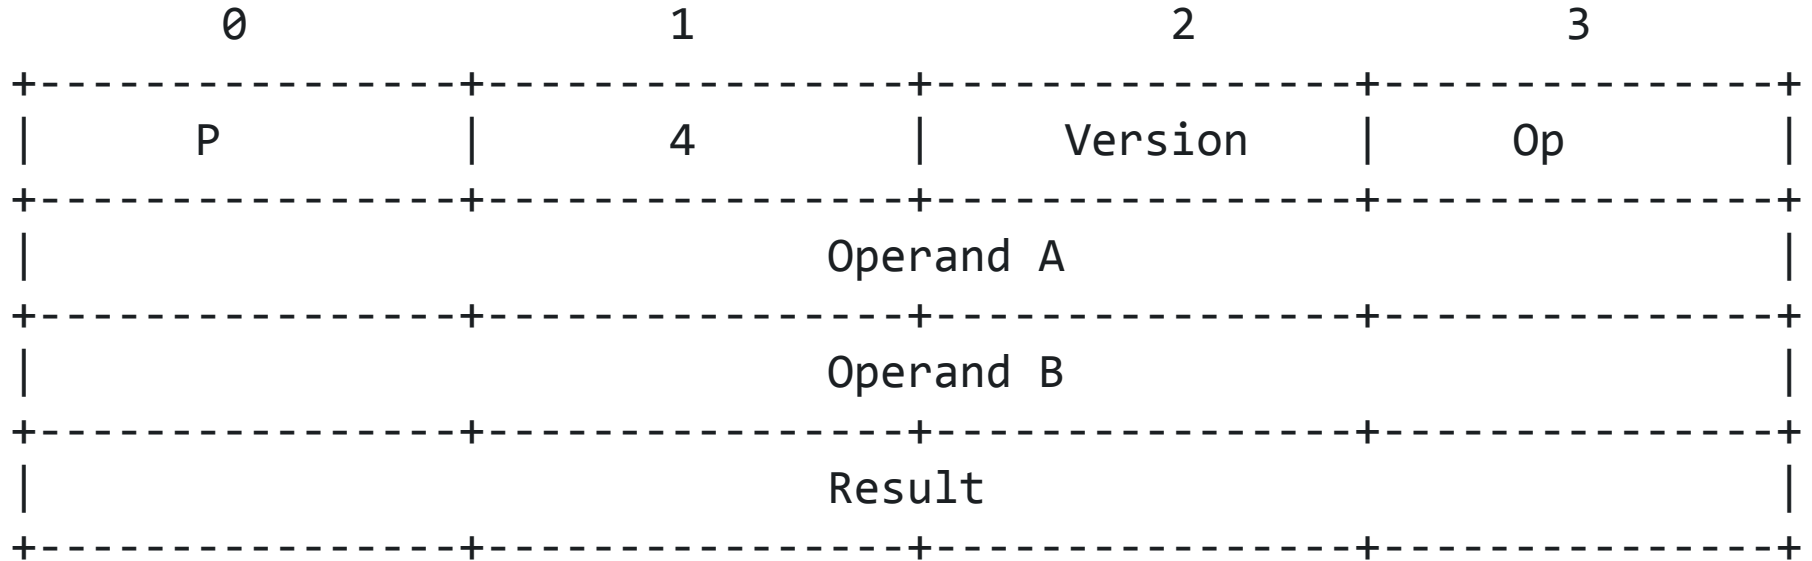 0 1 2 3
+----------------+----------------+----------------+---------------+
| P | 4 | Version | Op |
+----------------+----------------+----------------+---------------+
| Operand A |
+----------------+----------------+----------------+---------------+
| Operand B |
+----------------+----------------+----------------+---------------+
| Result |
+----------------+----------------+----------------+---------------+